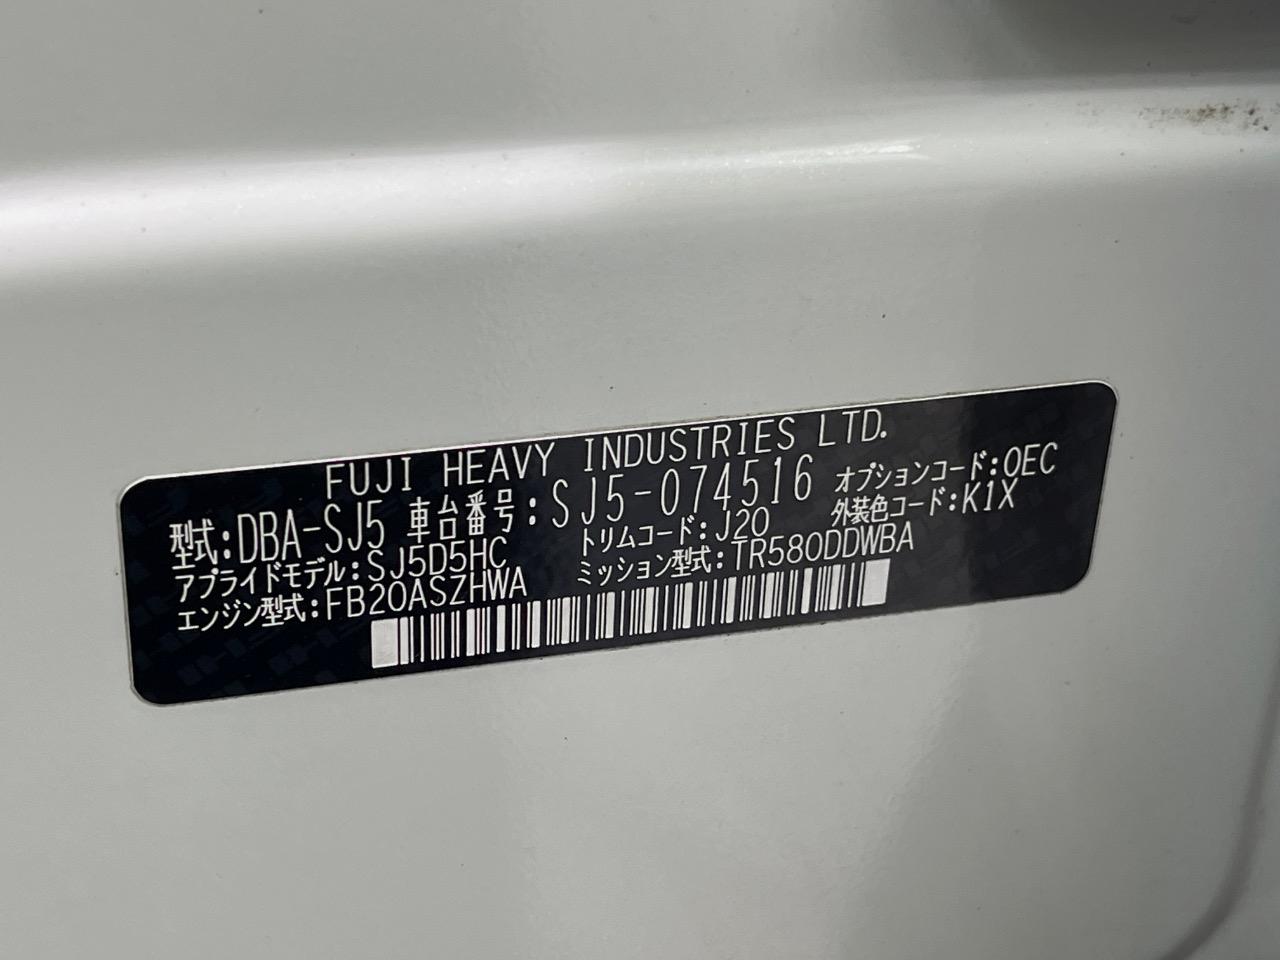 FUJI HEAVY INDUSTRIES LTD.
型式:DBA-SJ5 車台番号:SJ5-074516 オプションコード:OEC
アプライドモデル:SJ5D5HC トリムコード:J20 外装色コード:K1X
エンジン型式:FB20ASZHWA ミッション型式:TR580DDWBA